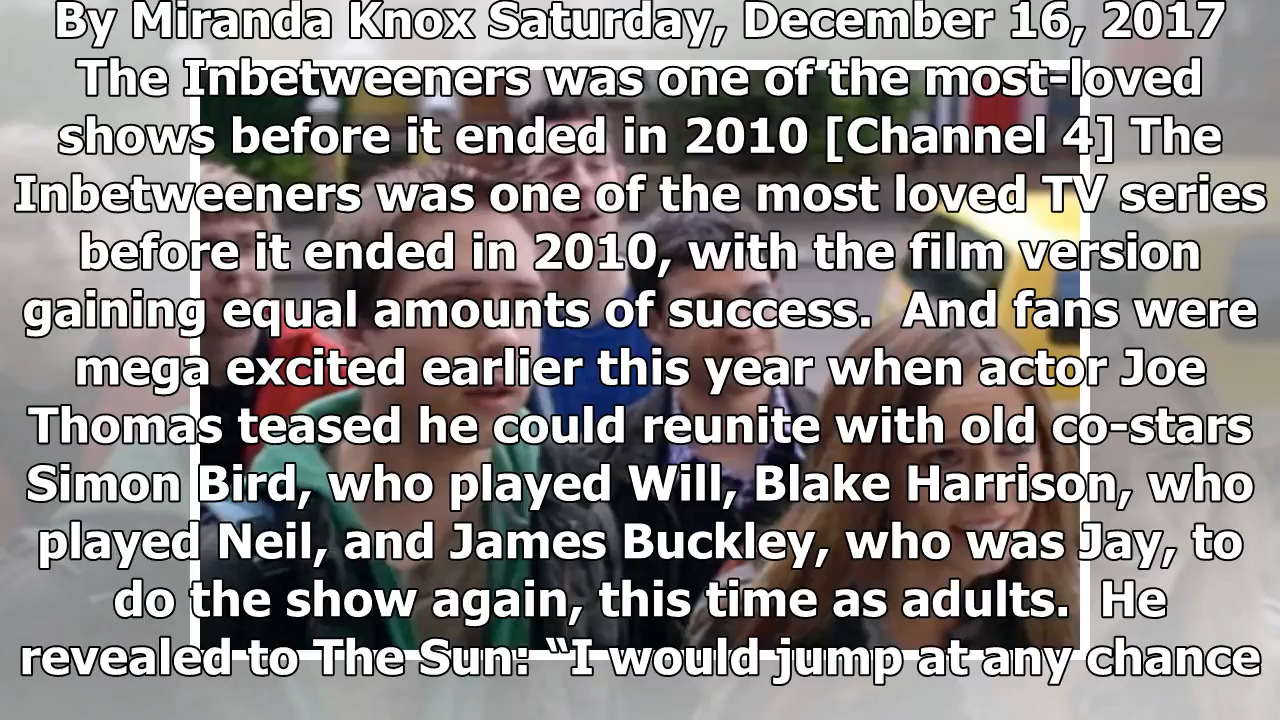 By Miranda Knox Saturday, December 16, 2017
The Inbetweeners was one of the most-loved
shows before it ended in 2010 [Channel 4] The
Inbetweeners was one of the most loved TV series
before it ended in 2010, with the film version
gaining equal amounts of success.  And fans were
mega excited earlier this year when actor Joe
Thomas teased he could reunite with old co-stars
Simon Bird, who played Will, Blake Harrison, who
played Neil, and James Buckley, who was Jay, to
do the show again, this time as adults.  He
revealed to The Sun: “I would jump at any chance